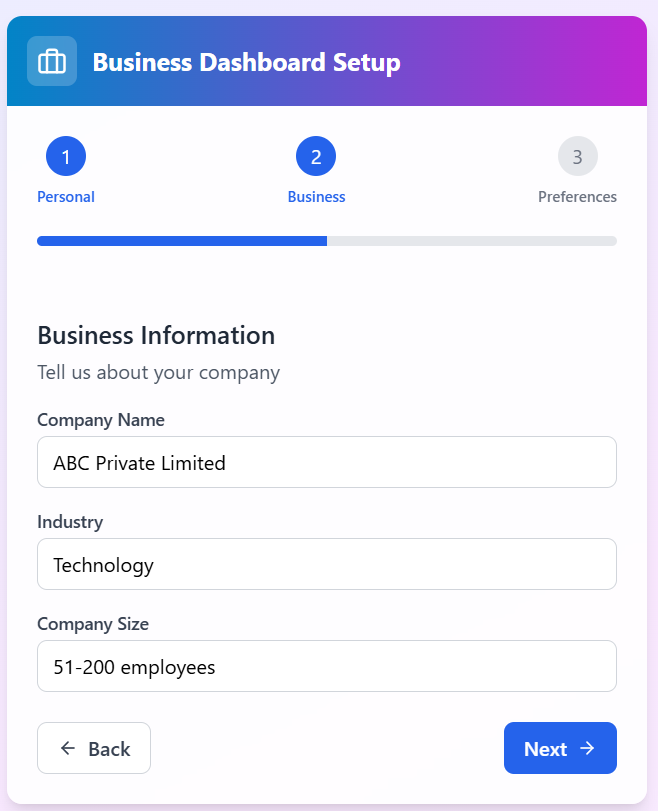 Business Dashboard Setup
1 2 3
Personal Business Preferences
Business Information
Tell us about your company
Company Name
ABC Private Limited
Industry
Technology
Company Size
51-200 employees
Back Next